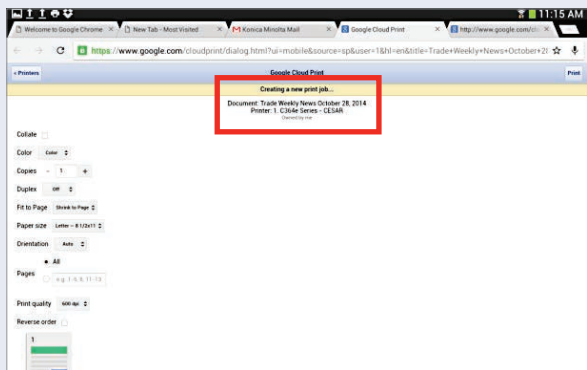 11:15 AM
Welcome to Google Chrome
New Tab - Most Visited
Konica Minolta Mail
Google Cloud Print
http://www.google.com/clo
https://www.google.com/cloudprint/dialog.html?ui=mobile&source=sp&user=1&hl=en&title=Trade+Weekly+News+October+2
« Printers
Google Cloud Print
Print
Creating a new print job...
Document: Trade Weekly News October 28, 2014
Printer: 1. C364e Series - CESAR
Owned by me
Collate
Color Color
Copies - 1 +
Duplex Off
Fit to Page Shrink to Page
Paper size Letter - 8 1/2x11
Orientation Auto
All
Pages
e.g. 1-5, 8, 11-13
Print quality 600 dpi
Reverse order
1